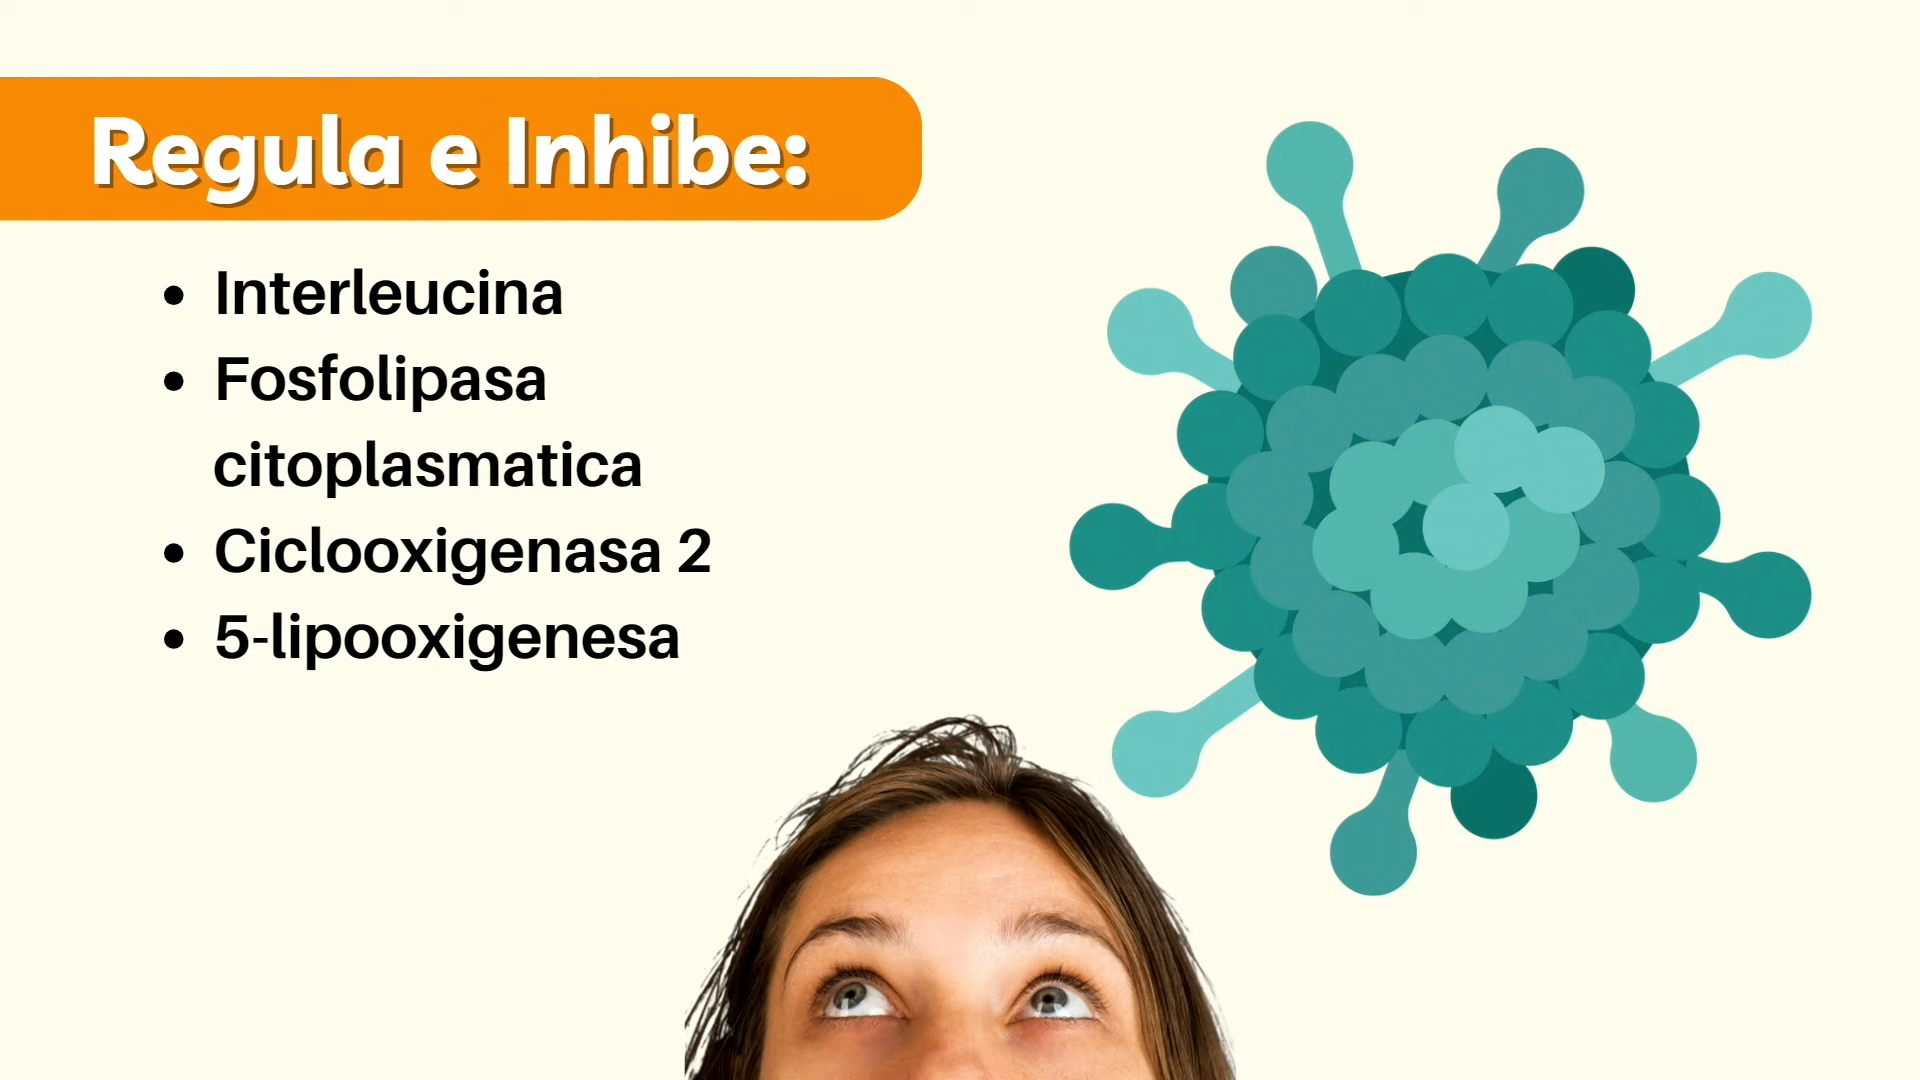 Regula e Inhibe:
• Interleucina
• Fosfolipasa
citoplasmatica
• Ciclooxigenasa 2
• 5-lipooxigenesa